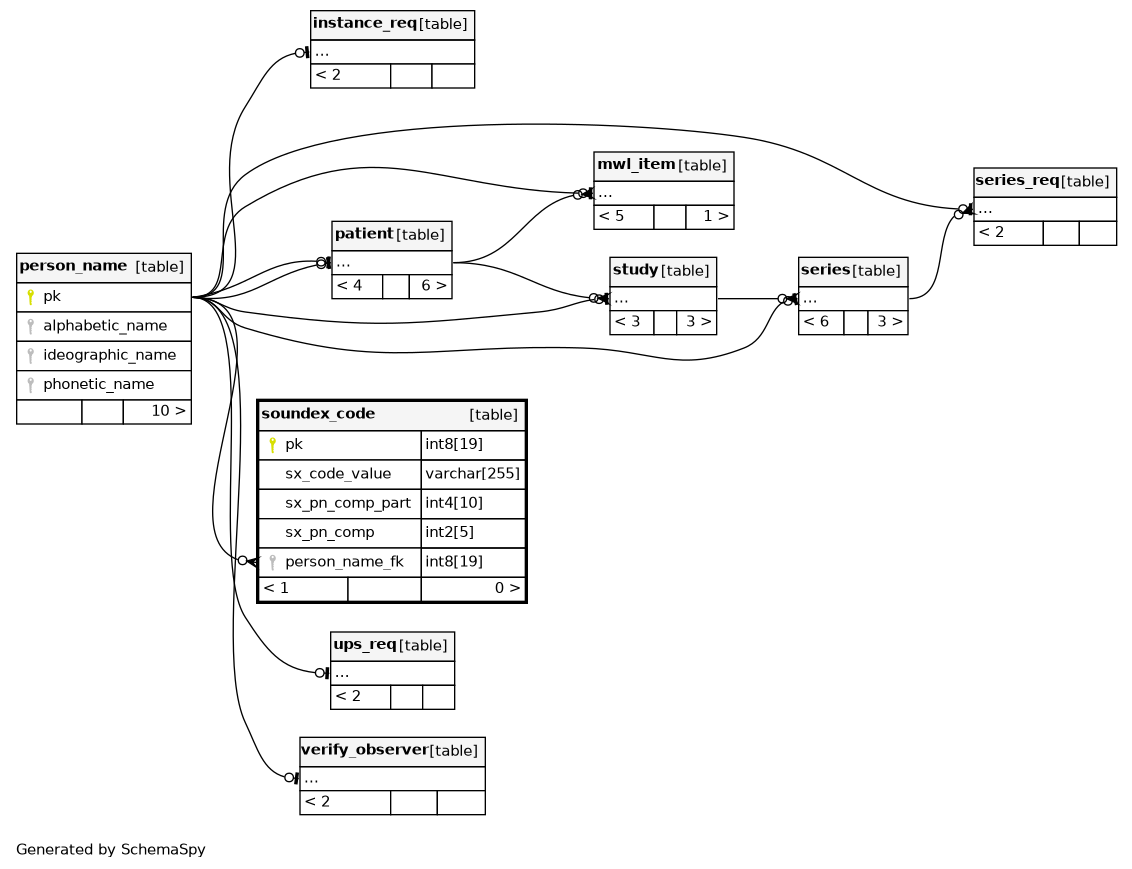 instance_req [table]
...
< 2
mwl_item [table]
...
< 5 1 >
series_req [table]
...
< 2
patient [table]
...
< 4 6 >
person_name [table]
pk
alphabetic_name
ideographic_name
phonetic_name
10 >
study [table]
...
< 3 3 >
series [table]
...
< 6 3 >
soundex_code [table]
pk int8[19]
sx_code_value varchar[255]
sx_pn_comp_part int4[10]
sx_pn_comp int2[5]
person_name_fk int8[19]
< 1 0 >
ups_req [table]
...
< 2
verify_observer [table]
...
< 2
Generated by SchemaSpy